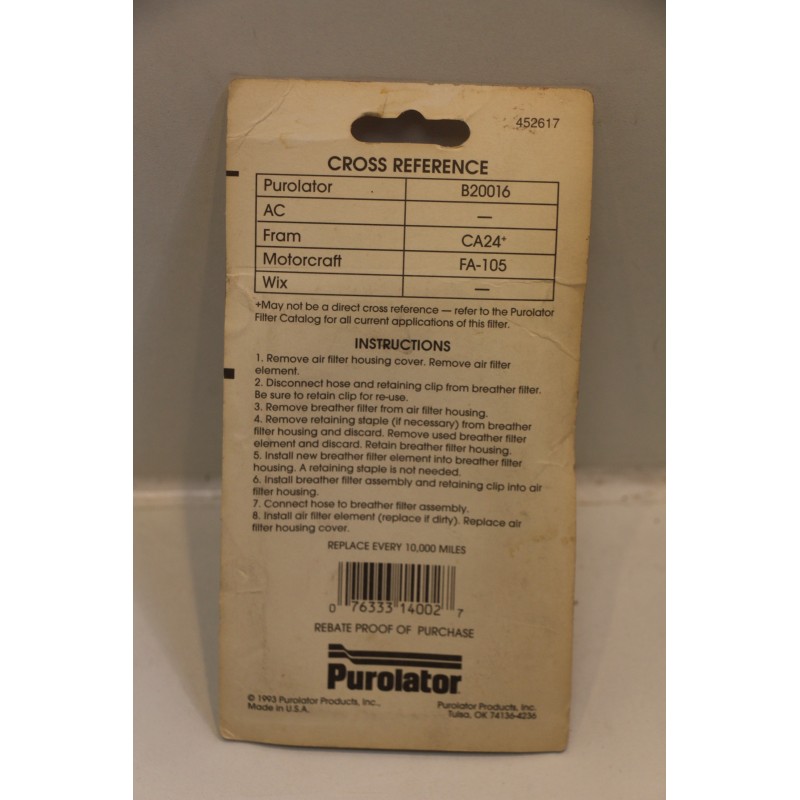 452617
CROSS REFERENCE
Purolator B20016
AC —
Fram CA24+
Motorcraft FA-105
Wix —
+May not be a direct cross reference — refer to the Purolator
Filter Catalog for all current applications of this filter.
INSTRUCTIONS
1. Remove air filter housing cover. Remove air filter
element.
2. Disconnect hose and retaining clip from breather filter.
Be sure to retain clip for re-use.
3. Remove breather filter from air filter housing.
4. Remove retaining staple (if necessary) from breather
filter housing and discard. Remove used breather filter
element and discard. Retain breather filter housing.
5. Install new breather filter element into breather filter
housing. A retaining staple is not needed.
6. Install breather filter assembly and retaining clip into air
filter housing.
7. Connect hose to breather filter assembly.
8. Install air filter element (replace if dirty). Replace air
filter housing cover.
REPLACE EVERY 10,000 MILES
0 76333 14002 7
REBATE PROOF OF PURCHASE
Purolator
© 1993 Purolator Products, Inc., Purolator Products, Inc.
Made in U.S.A. Tulsa, OK 74136-4236